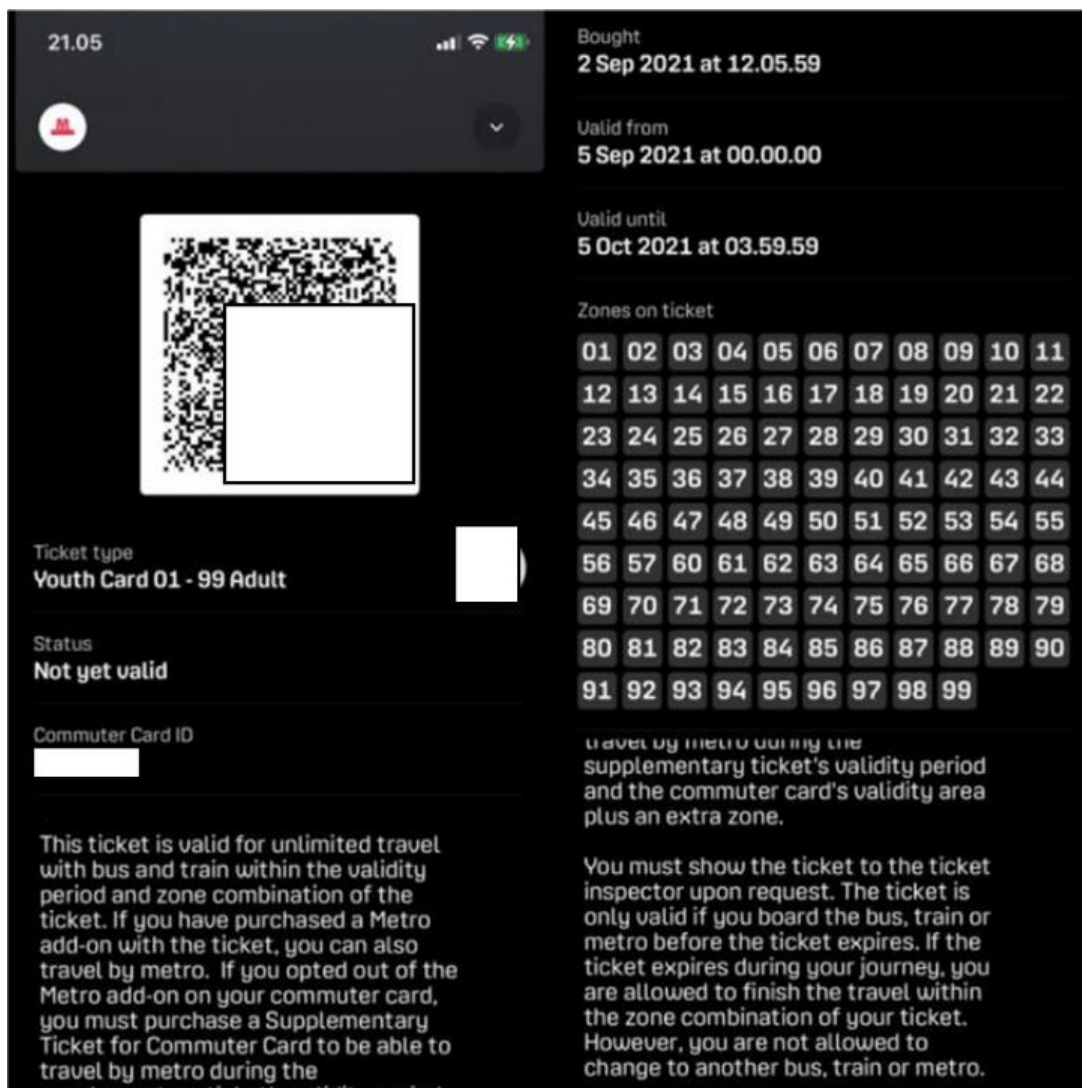 21.05
M
Ticket type
Youth Card 01 - 99 Adult
Status
Not yet valid
Commuter Card ID
This ticket is valid for unlimited travel
with bus and train within the validity
period and zone combination of the
ticket. If you have purchased a Metro
add-on with the ticket, you can also
travel by metro. If you opted out of the
Metro add-on on your commuter card,
you must purchase a Supplementary
Ticket for Commuter Card to be able to
travel by metro during the
Bought
2 Sep 2021 at 12.05.59
Valid from
5 Sep 2021 at 00.00.00
Valid until
5 Oct 2021 at 03.59.59
Zones on ticket
01 02 03 04 05 06 07 08 09 10 11
12 13 14 15 16 17 18 19 20 21 22
23 24 25 26 27 28 29 30 31 32 33
34 35 36 37 38 39 40 41 42 43 44
45 46 47 48 49 50 51 52 53 54 55
56 57 60 61 62 63 64 65 66 67 68
69 70 71 72 73 74 75 76 77 78 79
80 81 82 83 84 85 86 87 88 89 90
91 92 93 94 95 96 97 98 99
travel by metro during the
supplementary ticket's validity period
and the commuter card's validity area
plus an extra zone.
You must show the ticket to the ticket
inspector upon request. The ticket is
only valid if you board the bus, train or
metro before the ticket expires. If the
ticket expires during your journey, you
are allowed to finish the travel within
the zone combination of your ticket.
However, you are not allowed to
change to another bus, train or metro.